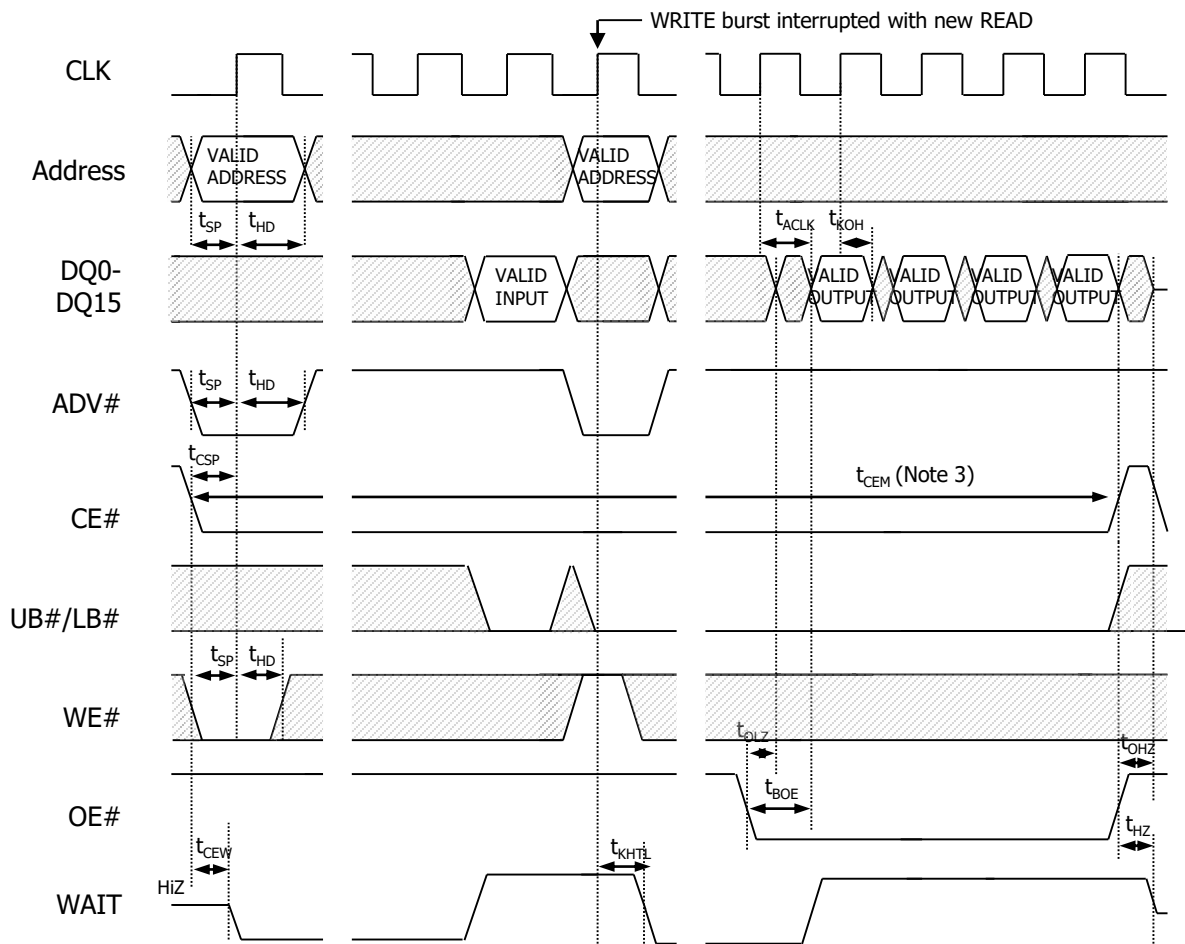 WRITE burst interrupted with new READ
CLK
Address
VALID
ADDRESS
VALID
ADDRESS
tSP
tHD
tACLK
tKOH
DQ0-
DQ15
VALID
INPUT
VALID
OUTPUT
VALID
OUTPUT
VALID
OUTPUT
VALID
OUTPUT
ADV#
tSP
tHD
tCSP
tCEM (Note 3)
CE#
UB#/LB#
tSP
tHD
WE#
tOLZ
tOHZ
OE#
tBOE
tHZ
tCEW
tKHTL
HiZ
WAIT